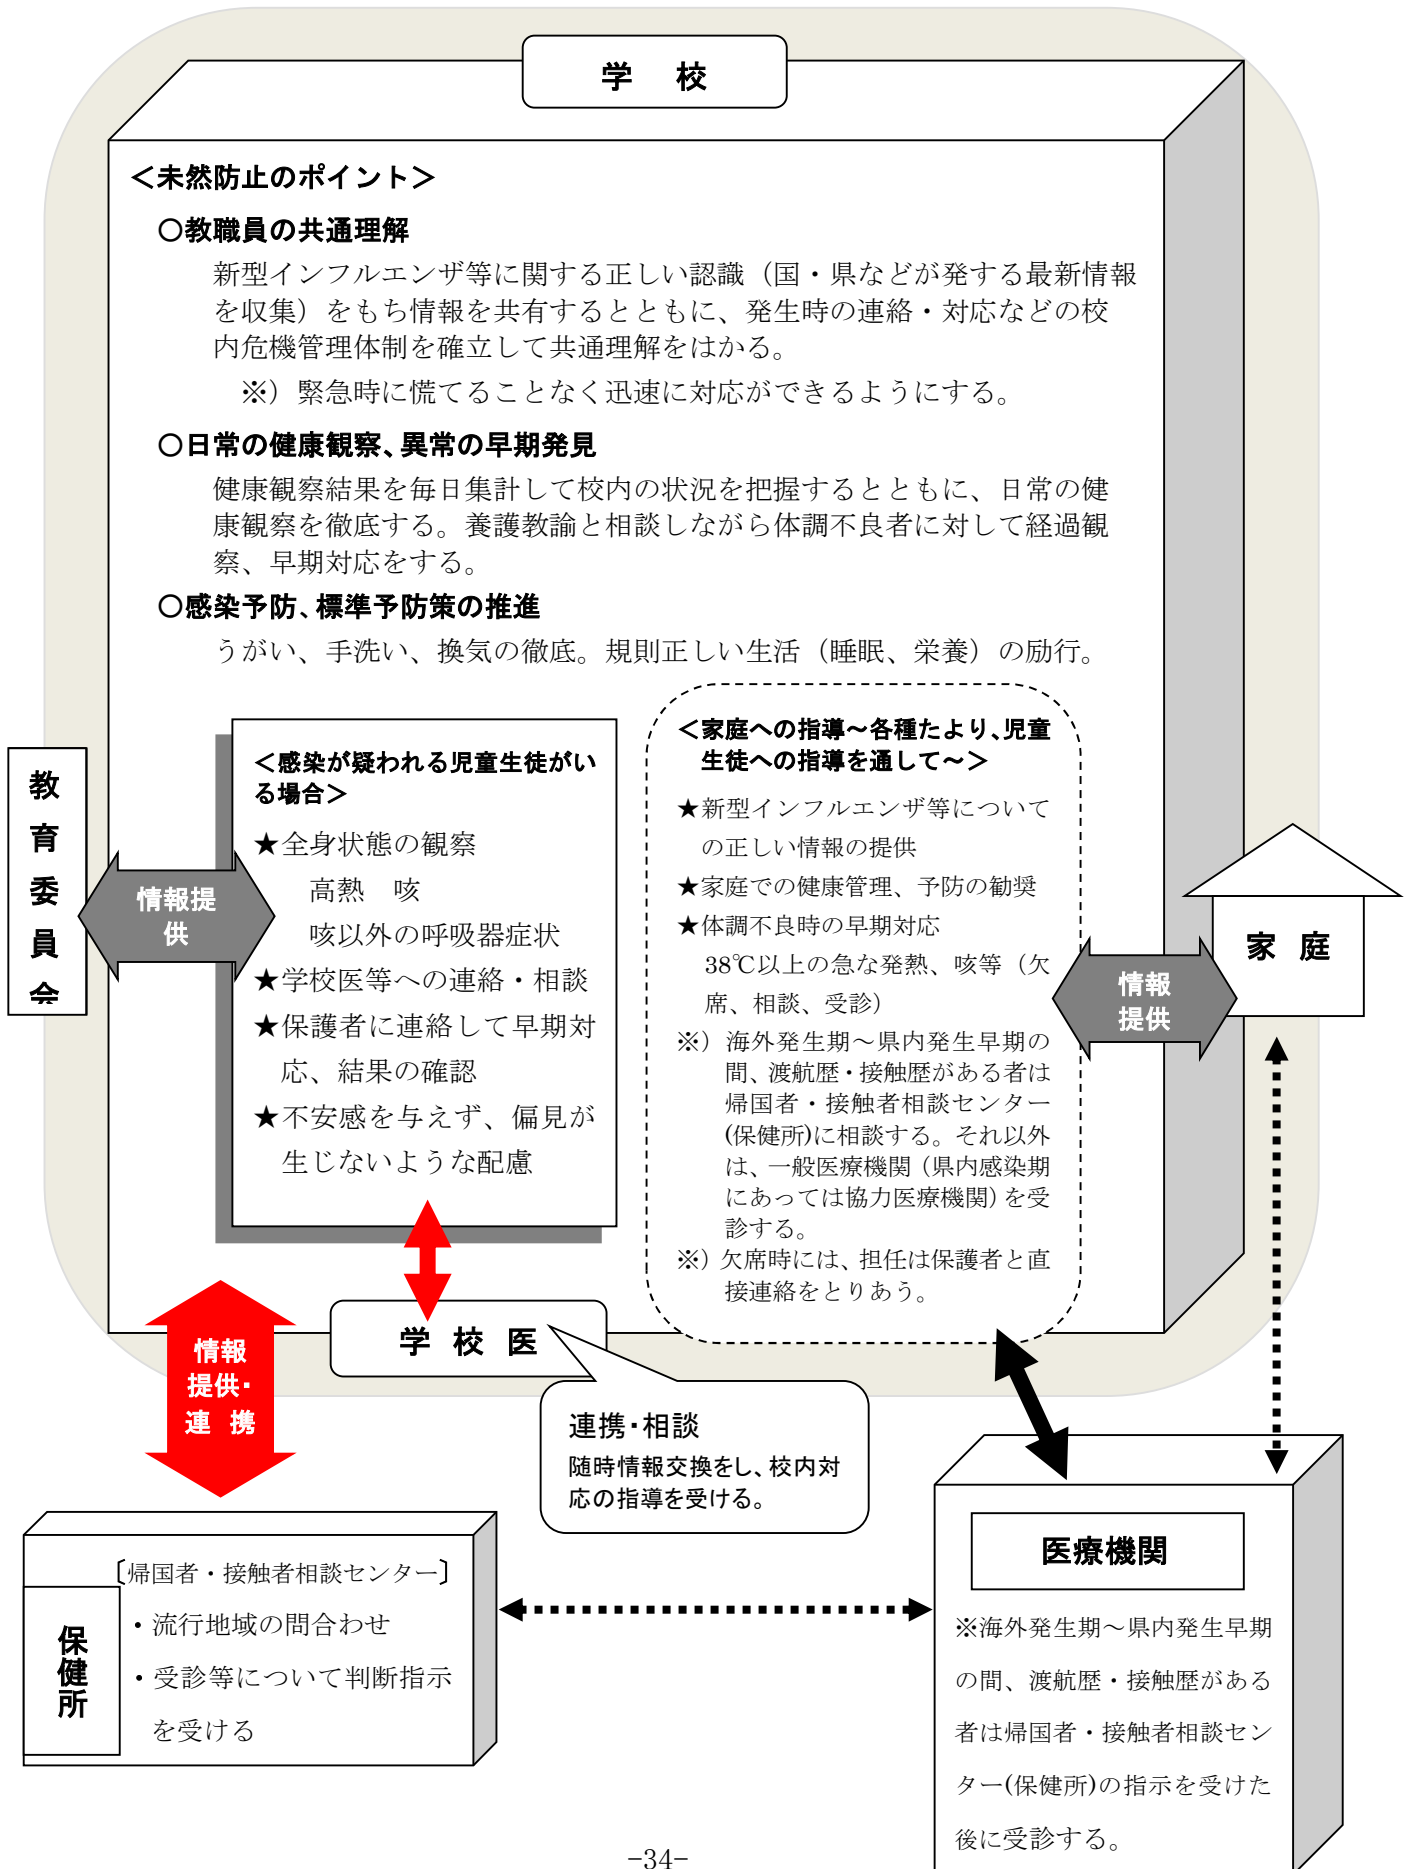 学　校
＜未然防止のポイント＞
○教職員の共通理解
新型インフルエンザ等に関する正しい認識（国・県などが発する最新情報
を収集）をもち情報を共有するとともに、発生時の連絡・対応などの校
内危機管理体制を確立して共通理解をはかる。
※）緊急時に慌てることなく迅速に対応ができるようにする。
○日常の健康観察、異常の早期発見
健康観察結果を毎日集計して校内の状況を把握するとともに、日常の健
康観察を徹底する。養護教諭と相談しながら体調不良者に対して経過観
察、早期対応をする。
○感染予防、標準予防策の推進
うがい、手洗い、換気の徹底。規則正しい生活（睡眠、栄養）の励行。
教育委員会
情報提
供
＜感染が疑われる児童生徒がい
る場合＞
★全身状態の観察
高熱　咳
咳以外の呼吸器症状
★学校医等への連絡・相談
★保護者に連絡して早期対
応、結果の確認
★不安感を与えず、偏見が
生じないような配慮
＜家庭への指導～各種たより、児童
生徒への指導を通して～＞
★新型インフルエンザ等について
の正しい情報の提供
★家庭での健康管理、予防の勧奨
★体調不良時の早期対応
38℃以上の急な発熱、咳等（欠
席、相談、受診）
※）海外発生期～県内発生早期の
間、渡航歴・接触歴がある者は
帰国者・接触者相談センター
(保健所)に相談する。それ以外
は、一般医療機関（県内感染期
にあっては協力医療機関）を受
診する。
※）欠席時には、担任は保護者と直
接連絡をとりあう。
情報
提供
家　庭
情報
提供・
連　携
学　校　医
連携・相談
随時情報交換をし、校内対
応の指導を受ける。
〔帰国者・接触者相談センター〕
保健所
・流行地域の問合わせ
・受診等について判断指示
を受ける
医療機関
※海外発生期～県内発生早期
の間、渡航歴・接触歴がある
者は帰国者・接触者相談セン
ター(保健所)の指示を受けた
後に受診する。
-34-